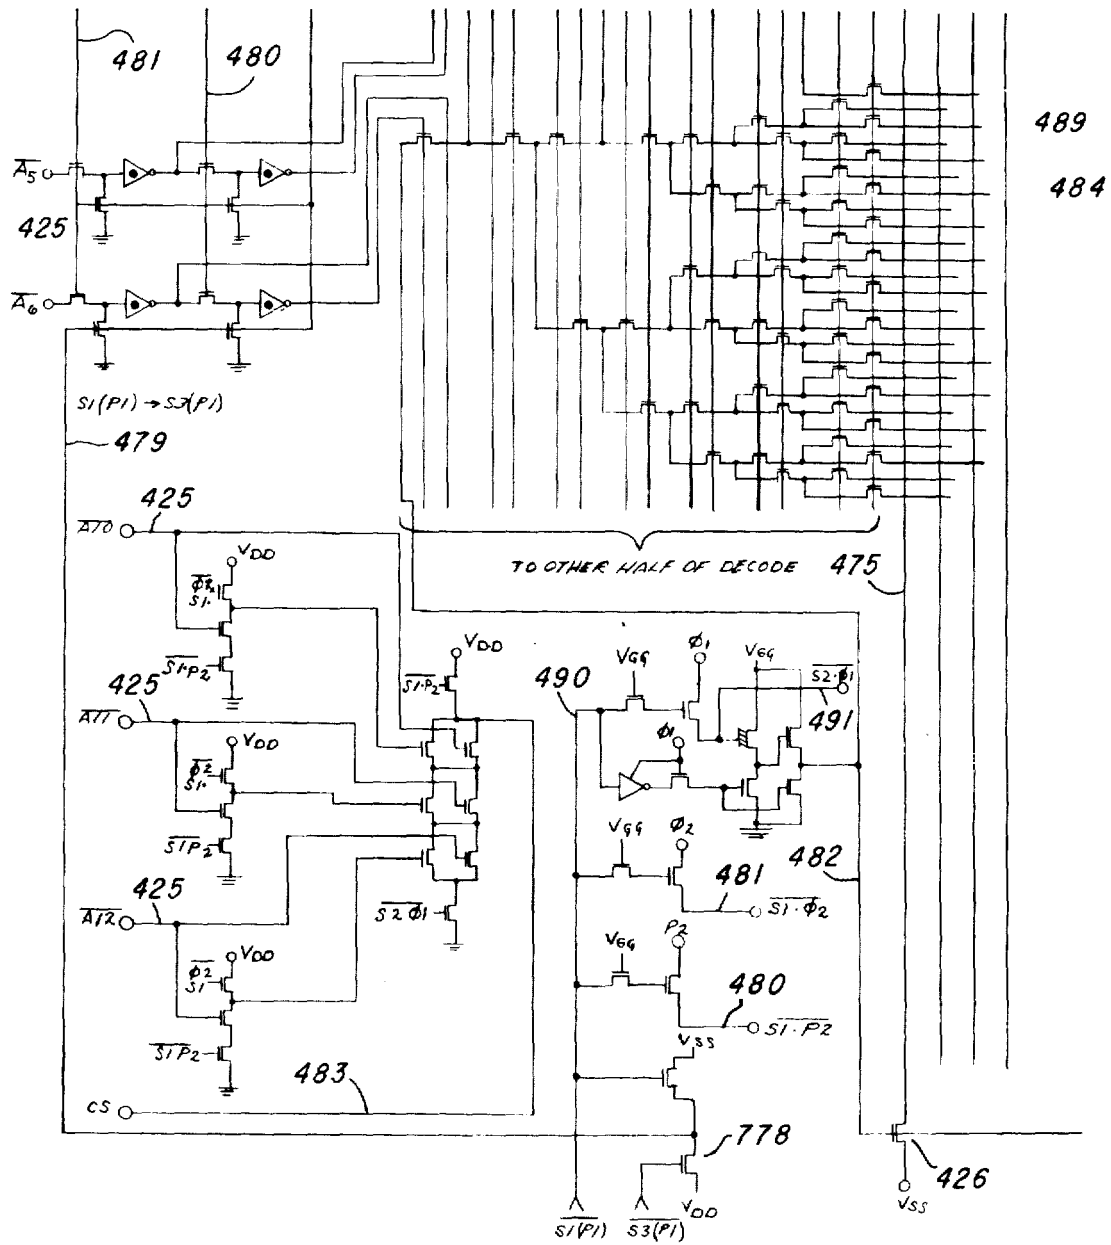 481
480
489
484
A5
425
A6
S1(P1) → S3(P1)
479
A10
425
TO OTHER HALF OF DECODE
475
VDD
Φ2
S1.
S1.P2
VDD
S1.P2
VGG
Φ1
VGG
S2.Φ1
490
491
425
A11
VDD
Φ2
S1.
S1P2
Φ1
VGG
Φ2
482
481
S1.Φ2
425
A12
S2Φ1
VDD
Φ2
S1
S1P2
VGG
P2
480
S1.P2
VSS
483
CS
778
426
VSS
VDD
S1(P1)
S3(P1)